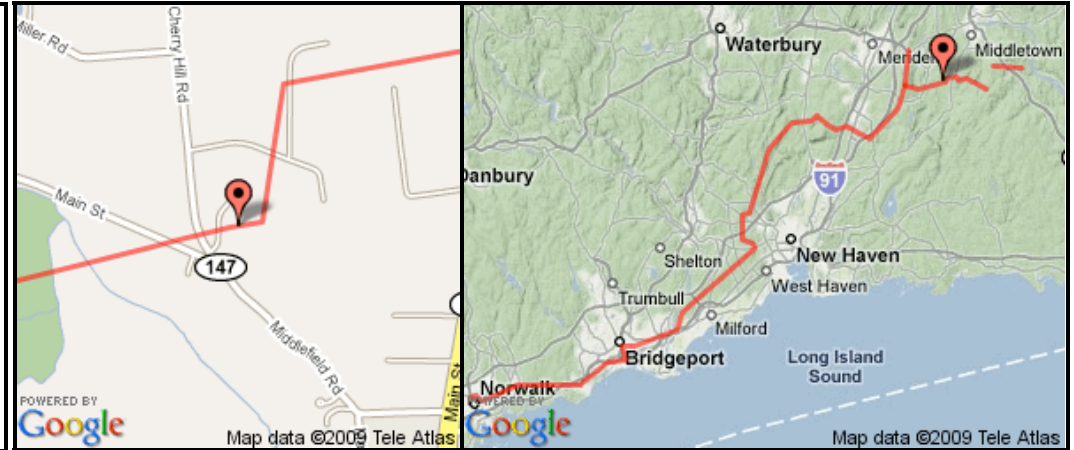 Miller Rd
Cherry Hill Rd
Main St
147
Middlefield Rd
Main St
POWERED BY
Google
Map data ©2009 Tele Atlas
Waterbury
Meriden
Middletown
Danbury
91
New Haven
Shelton
West Haven
Trumbull
Milford
Bridgeport
Long Island
Sound
Norwalk
POWERED BY
Google
Map data ©2009 Tele Atlas